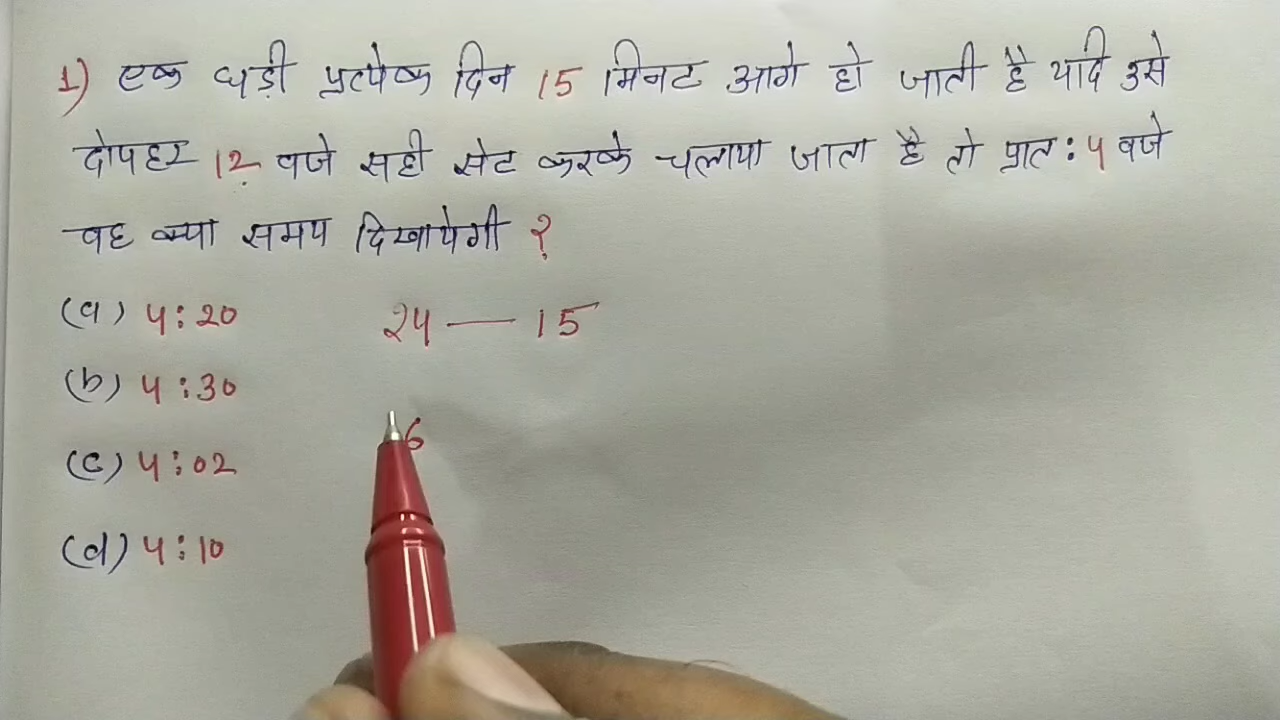 1) एक घड़ी प्रत्येक दिन 15 मिनट आगे हो जाती है यदि उसे
दोपहर 12 बजे सही सेट करके चलाया जाता है तो प्रात: 4 बजे
वह क्या समय दिखायेगी ?
(a) 4:20
24 — 15
(b) 4:30
6
(c) 4:02
(d) 4:10